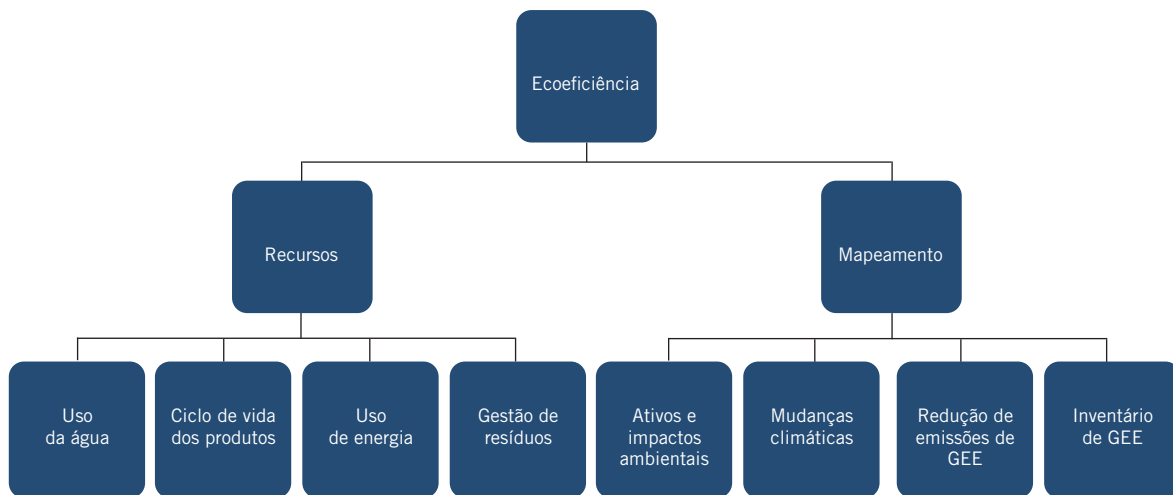 Ecoeficiência
Recursos
Mapeamento
Uso
da água
Ciclo de vida
dos produtos
Uso
de energia
Gestão de
resíduos
Ativos e
impactos
ambientais
Mudanças
climáticas
Redução de
emissões de
GEE
Inventário
de GEE